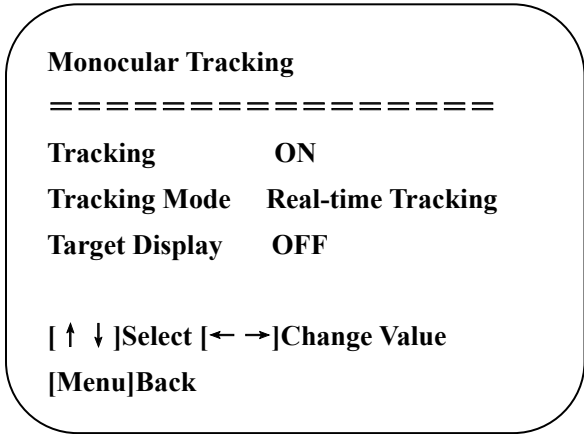 Monocular Tracking
================
Tracking ON
Tracking Mode Real-time Tracking
Target Display OFF
[ ↑ ↓ ]Select [← →]Change Value
[Menu]Back